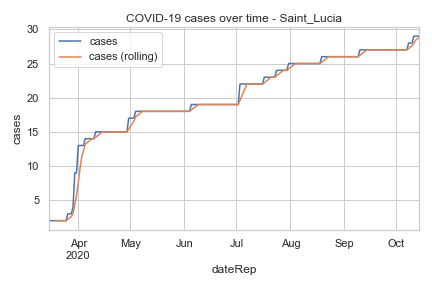 COVID-19 cases over time - Saint_Lucia
cases
cases (rolling)
30
25
20
15
10
5
cases
Apr
2020
May
Jun
Jul
Aug
Sep
Oct
dateRep